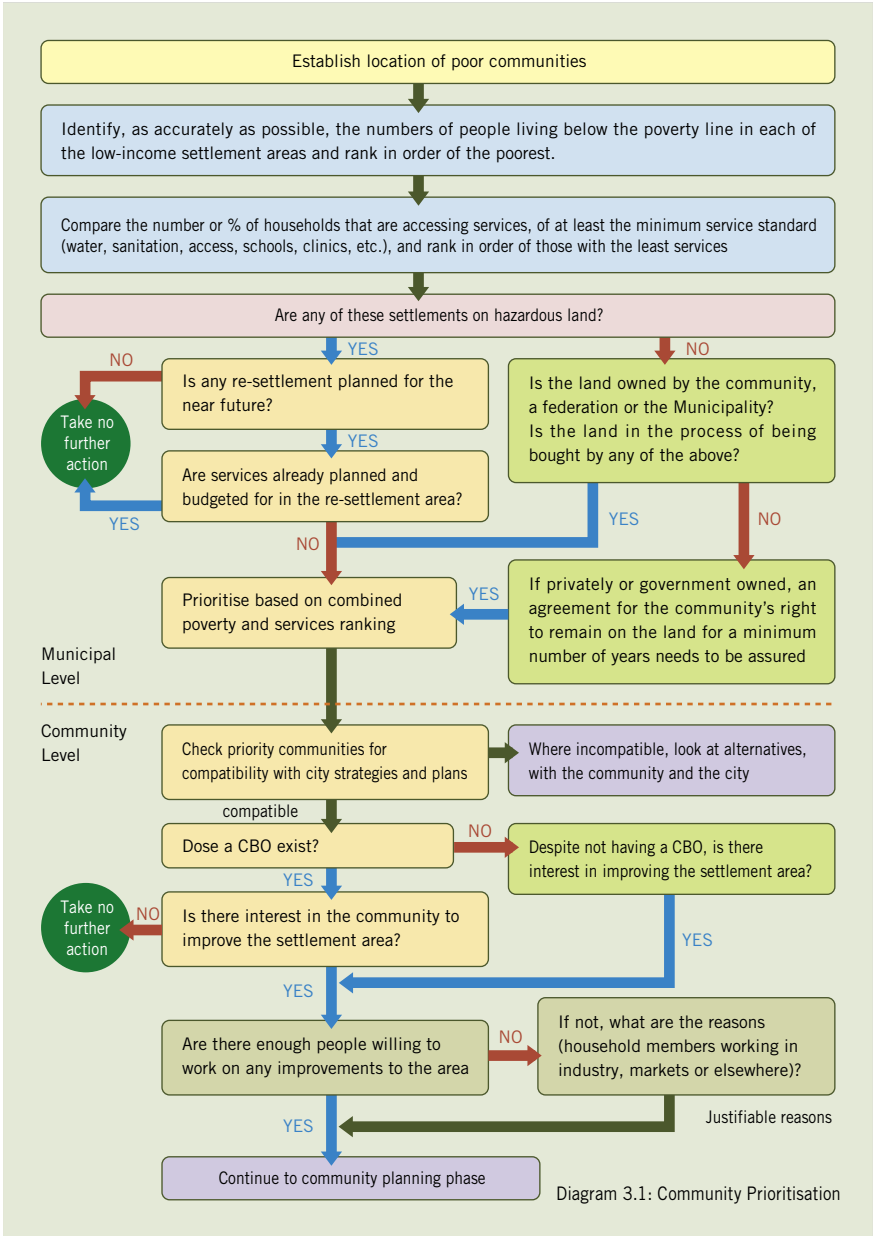 Establish location of poor communities
Identify, as accurately as possible, the numbers of people living below the poverty line in each of
the low-income settlement areas and rank in order of the poorest.
Compare the number or % of households that are accessing services, of at least the minimum service standard
(water, sanitation, access, schools, clinics, etc.), and rank in order of those with the least services
Are any of these settlements on hazardous land?
YES
NO
NO
Is any re-settlement planned for the
near future?
Is the land owned by the community,
a federation or the Municipality?
Is the land in the process of being
bought by any of the above?
Take no
further
action
YES
Are services already planned and
budgeted for in the re-settlement area?
YES
NO
YES
NO
Prioritise based on combined
poverty and services ranking
YES
If privately or government owned, an
agreement for the community's right
to remain on the land for a minimum
number of years needs to be assured
Municipal
Level
Community
Level
Check priority communities for
compatibility with city strategies and plans
Where incompatible, look at alternatives,
with the community and the city
compatible
Dose a CBO exist?
NO
Despite not having a CBO, is there
interest in improving the settlement area?
YES
Take no
further
action
NO
Is there interest in the community to
improve the settlement area?
YES
YES
Are there enough people willing to
work on any improvements to the area
NO
If not, what are the reasons
(household members working in
industry, markets or elsewhere)?
YES
Justifiable reasons
Continue to community planning phase
Diagram 3.1: Community Prioritisation